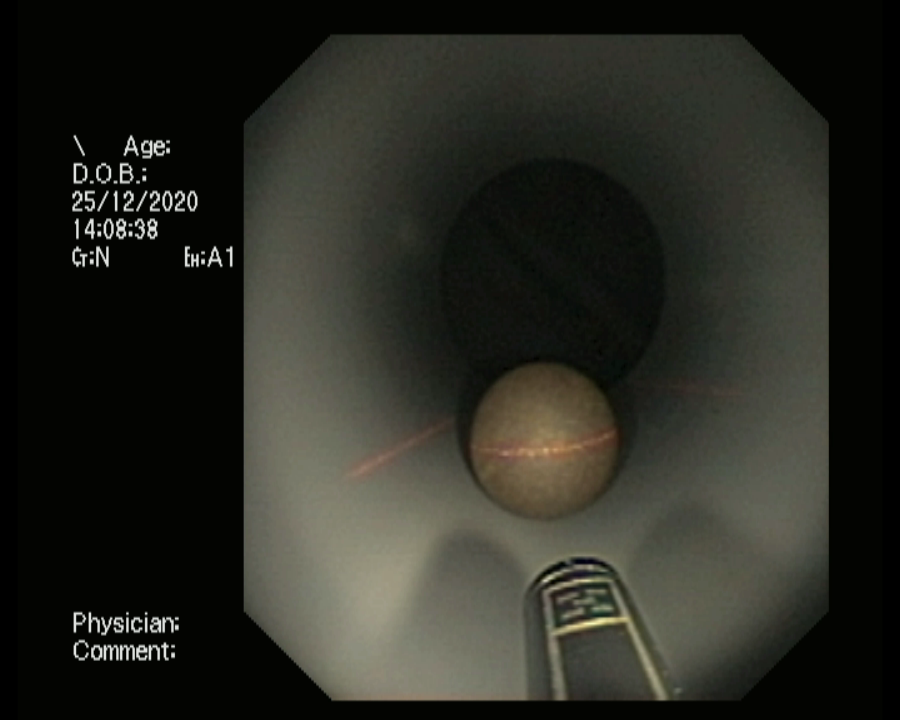 \ Age:
D.O.B.:
25/12/2020
14:08:38
Cr:N EH:A1
Physician:
Comment: